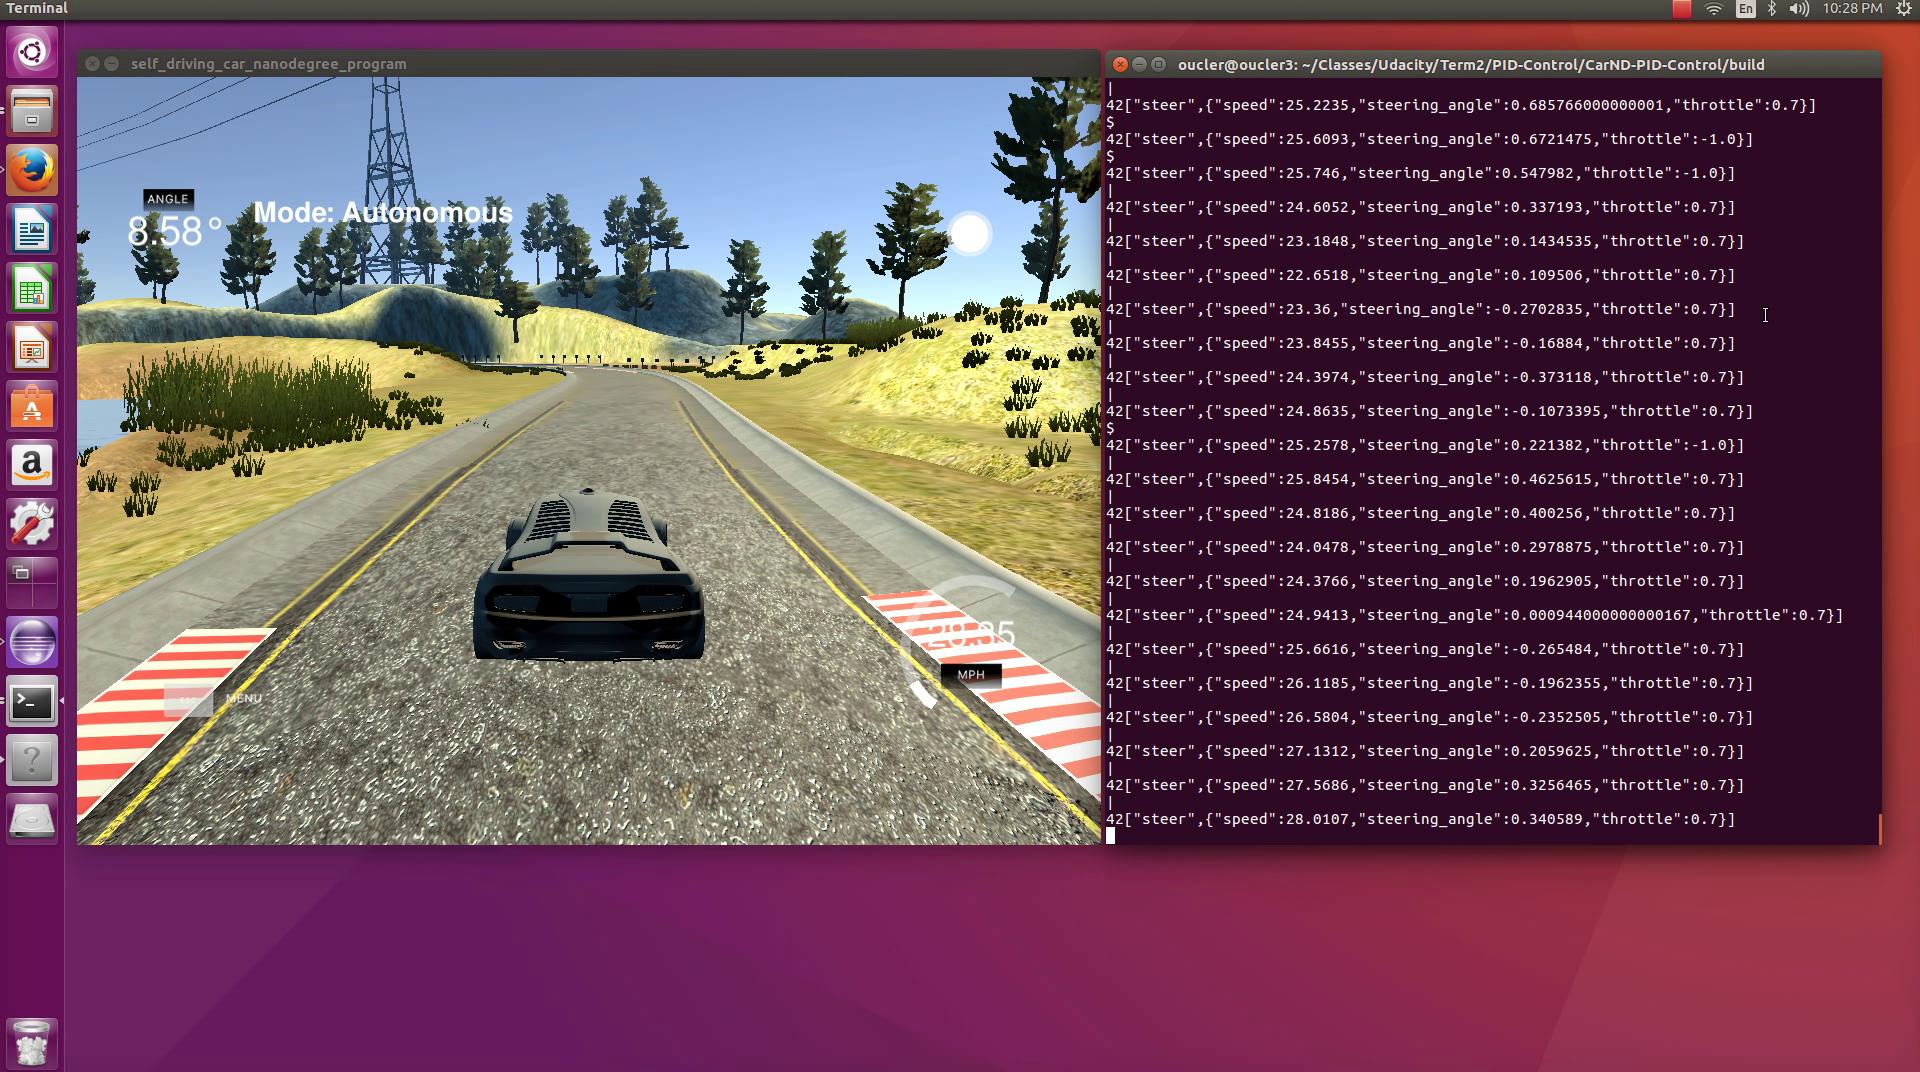 Terminal
En
10:28 PM
self_driving_car_nanodegree_program
ANGLE
8.58°
Mode: Autonomous
MPH
MENU
oucler@oucler3: ~/Classes/Udacity/Term2/PID-Control/CarND-PID-Control/build
|
42["steer",{"speed":25.2235,"steering_angle":0.685766000000001,"throttle":0.7}]
$
42["steer",{"speed":25.6093,"steering_angle":0.6721475,"throttle":-1.0}]
$
42["steer",{"speed":25.746,"steering_angle":0.547982,"throttle":-1.0}]
|
42["steer",{"speed":24.6052,"steering_angle":0.337193,"throttle":0.7}]
|
42["steer",{"speed":23.1848,"steering_angle":0.1434535,"throttle":0.7}]
|
42["steer",{"speed":22.6518,"steering_angle":0.109506,"throttle":0.7}]
|
42["steer",{"speed":23.36,"steering_angle":-0.2702835,"throttle":0.7}]
|
42["steer",{"speed":23.8455,"steering_angle":-0.16884,"throttle":0.7}]
|
42["steer",{"speed":24.3974,"steering_angle":-0.373118,"throttle":0.7}]
|
42["steer",{"speed":24.8635,"steering_angle":-0.1073395,"throttle":0.7}]
$
42["steer",{"speed":25.2578,"steering_angle":0.221382,"throttle":-1.0}]
|
42["steer",{"speed":25.8454,"steering_angle":0.4625615,"throttle":0.7}]
|
42["steer",{"speed":24.8186,"steering_angle":0.400256,"throttle":0.7}]
|
42["steer",{"speed":24.0478,"steering_angle":0.2978875,"throttle":0.7}]
|
42["steer",{"speed":24.3766,"steering_angle":0.1962905,"throttle":0.7}]
|
42["steer",{"speed":24.9413,"steering_angle":0.000944000000000167,"throttle":0.7}]
|
42["steer",{"speed":25.6616,"steering_angle":-0.265484,"throttle":0.7}]
|
42["steer",{"speed":26.1185,"steering_angle":-0.1962355,"throttle":0.7}]
|
42["steer",{"speed":26.5804,"steering_angle":-0.2352505,"throttle":0.7}]
|
42["steer",{"speed":27.1312,"steering_angle":0.2059625,"throttle":0.7}]
|
42["steer",{"speed":27.5686,"steering_angle":0.3256465,"throttle":0.7}]
|
42["steer",{"speed":28.0107,"steering_angle":0.340589,"throttle":0.7}]